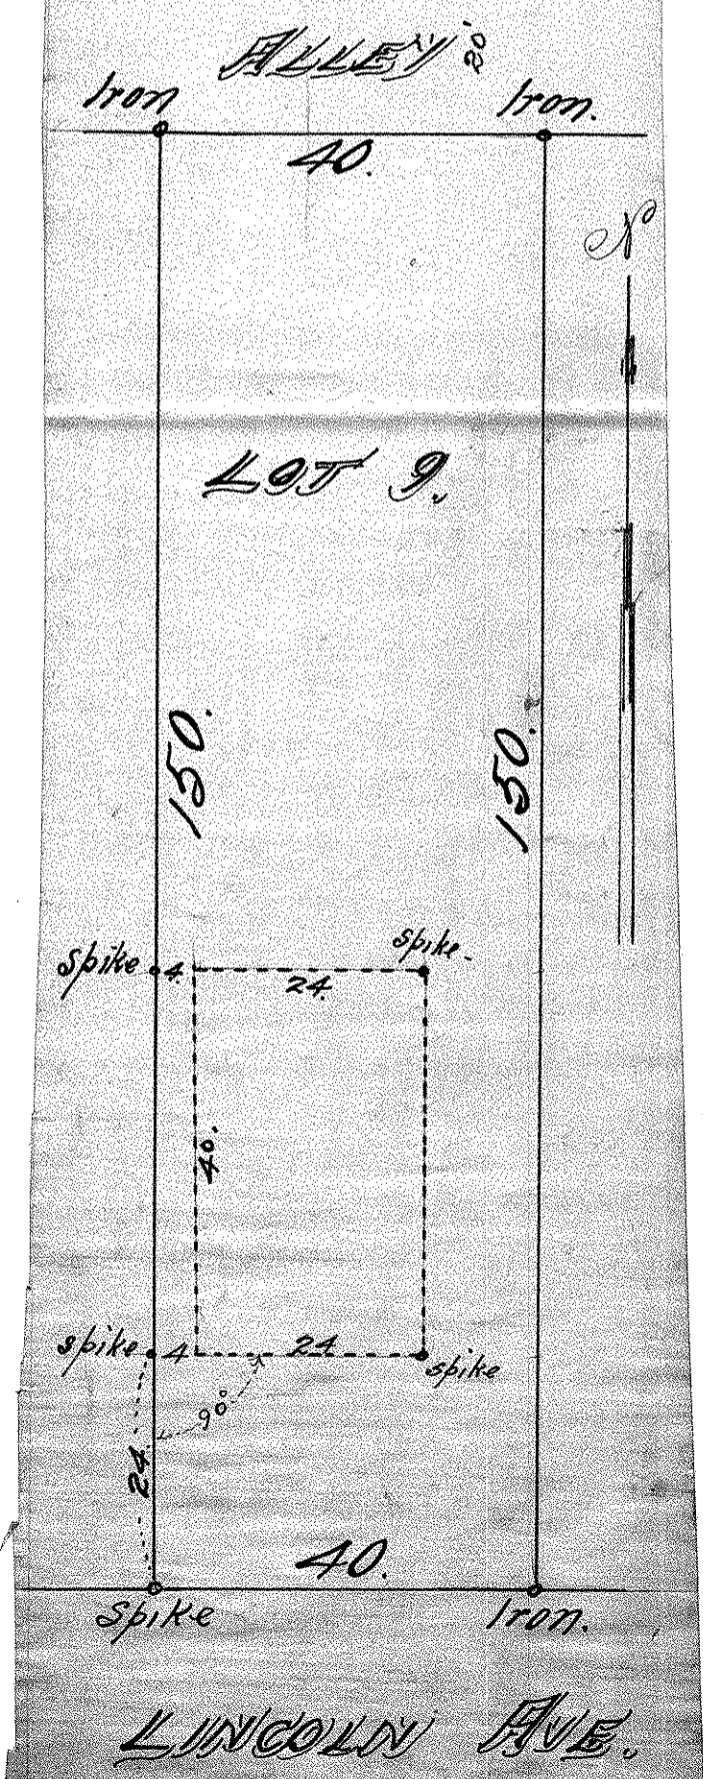 ALLEY 20'
Iron Iron.
40.
N
LOT 9.
150. 150.
spike 4. 24. spike.
40.
spike 4 24 spike
90°
24
40.
Spike Iron.
LINCOLN AVE.